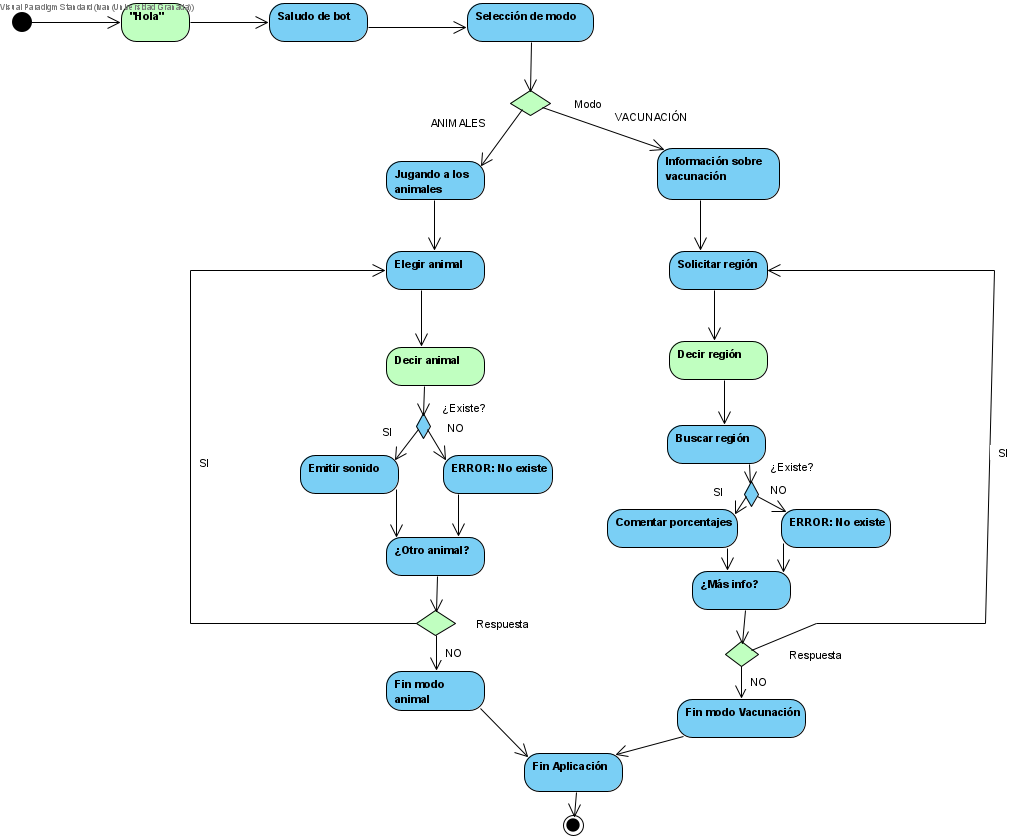 Visual Paradigm Standard (Ivan (Universidad Granada))
"Hola"
Saludo de bot
Selección de modo
Modo
ANIMALES
VACUNACIÓN
Jugando a los
animales
Información sobre
vacunación
Elegir animal
Solicitar región
Decir animal
Decir región
¿Existe?
SI
NO
Buscar región
SI
Emitir sonido
ERROR: No existe
¿Existe?
SI
NO
SI
Comentar porcentajes
ERROR: No existe
¿Otro animal?
¿Más info?
Respuesta
NO
Respuesta
NO
Fin modo
animal
Fin modo Vacunación
Fin Aplicación